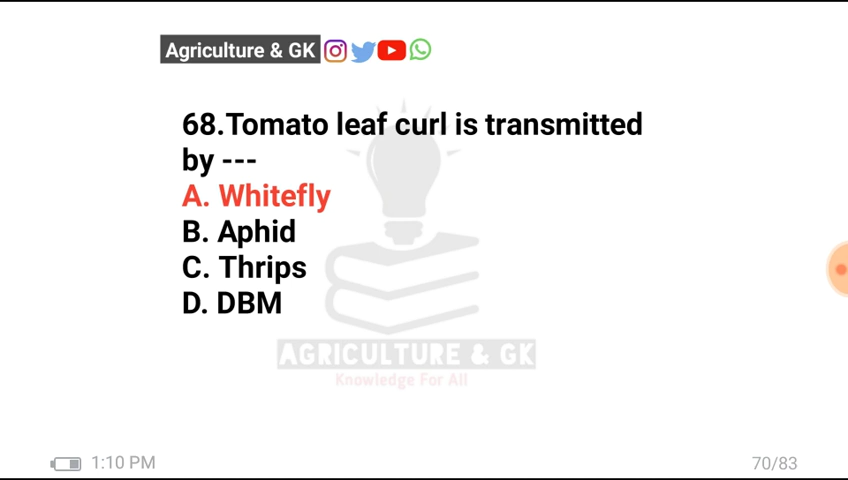 Agriculture & GK
68.Tomato leaf curl is transmitted
by ---
A. Whitefly
B. Aphid
C. Thrips
D. DBM
AGRICULTURE & GK
Knowledge For All
1:10 PM
70/83